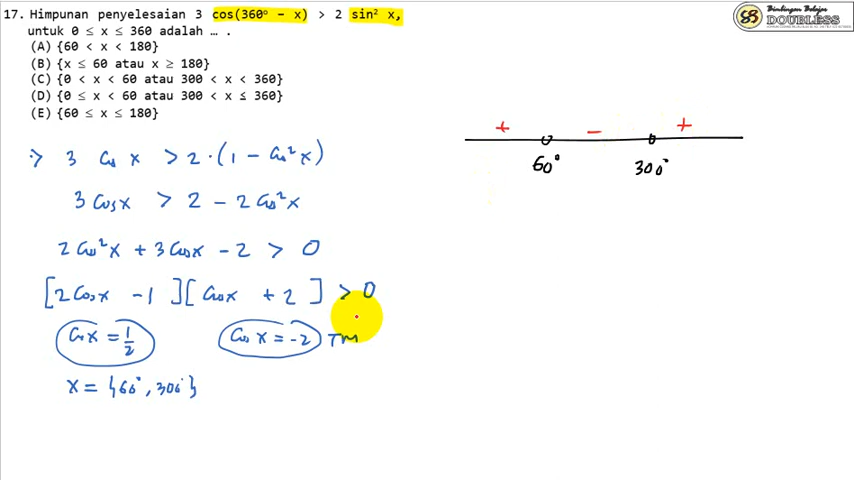 17. Himpunan penyelesaian 3 cos(360° - x) > 2 sin² x,
untuk 0 ≤ x ≤ 360 adalah … .
(A) {60 < x < 180}
(B) {x ≤ 60 atau x ≥ 180}
(C) {0 < x < 60 atau 300 < x < 360}
(D) {0 ≤ x < 60 atau 300 < x ≤ 360}
(E) {60 ≤ x ≤ 180}
Bimbingan Belajar
DOUBLESS
3 Cos x > 2·(1 - Cos²x)
3 Cos x > 2 - 2 Cos²x
2 Cos²x + 3 Cos x - 2 > 0
[2 Cos x - 1][Cos x + 2] > 0
Cos x = 1/2 Cos x = -2 TM
x = {60°, 300°}
+ - +
60° 300°